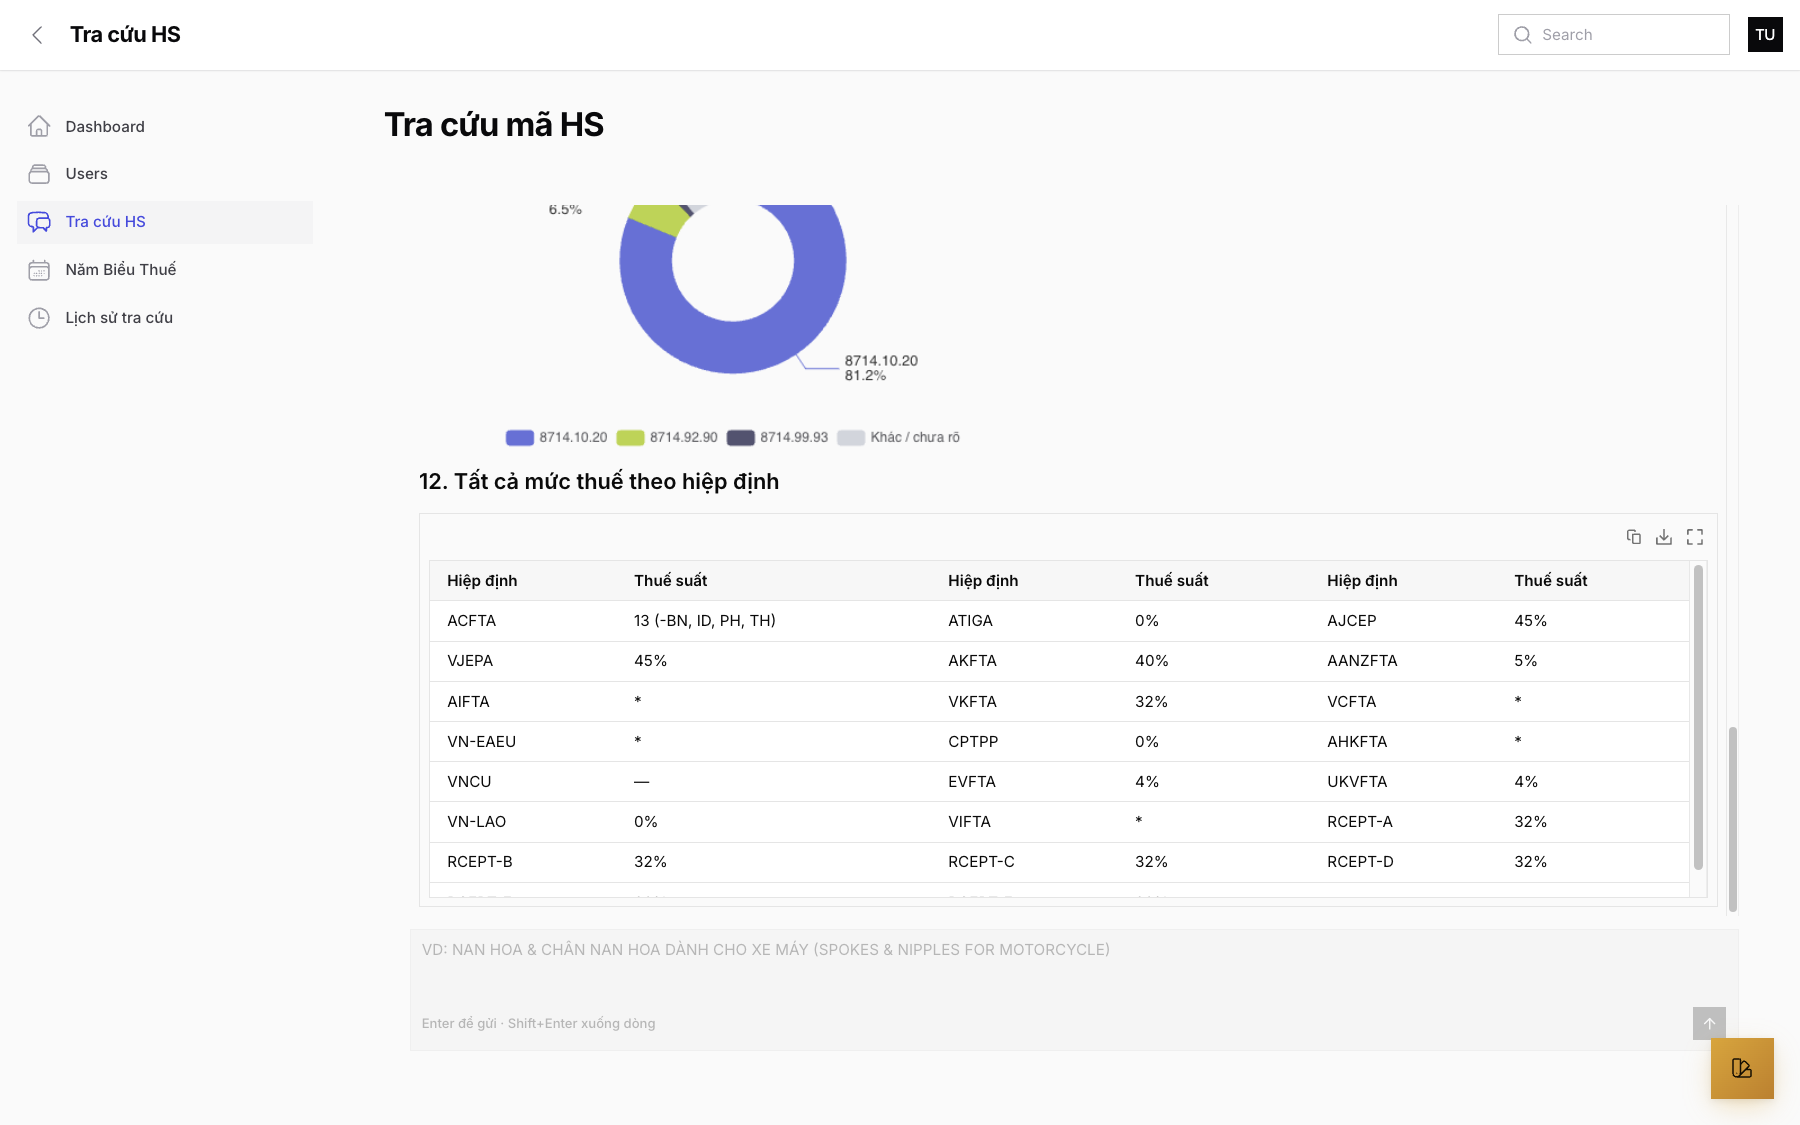 Tra cứu HS
Search
TU
Dashboard
Users
Tra cứu HS
Năm Biểu Thuế
Lịch sử tra cứu
Tra cứu mã HS
6.5%
8714.10.20
81.2%
8714.10.20 8714.92.90 8714.99.93 Khác / chưa rõ
12. Tất cả mức thuế theo hiệp định
Hiệp định Thuế suất Hiệp định Thuế suất Hiệp định Thuế suất
ACFTA 13 (-BN, ID, PH, TH) ATIGA 0% AJCEP 45%
VJEPA 45% AKFTA 40% AANZFTA 5%
AIFTA * VKFTA 32% VCFTA *
VN-EAEU * CPTPP 0% AHKFTA *
VNCU — EVFTA 4% UKVFTA 4%
VN-LAO 0% VIFTA * RCEPT-A 32%
RCEPT-B 32% RCEPT-C 32% RCEPT-D 32%
VD: NAN HOA & CHÂN NAN HOA DÀNH CHO XE MÁY (SPOKES & NIPPLES FOR MOTORCYCLE)
Enter để gửi · Shift+Enter xuống dòng